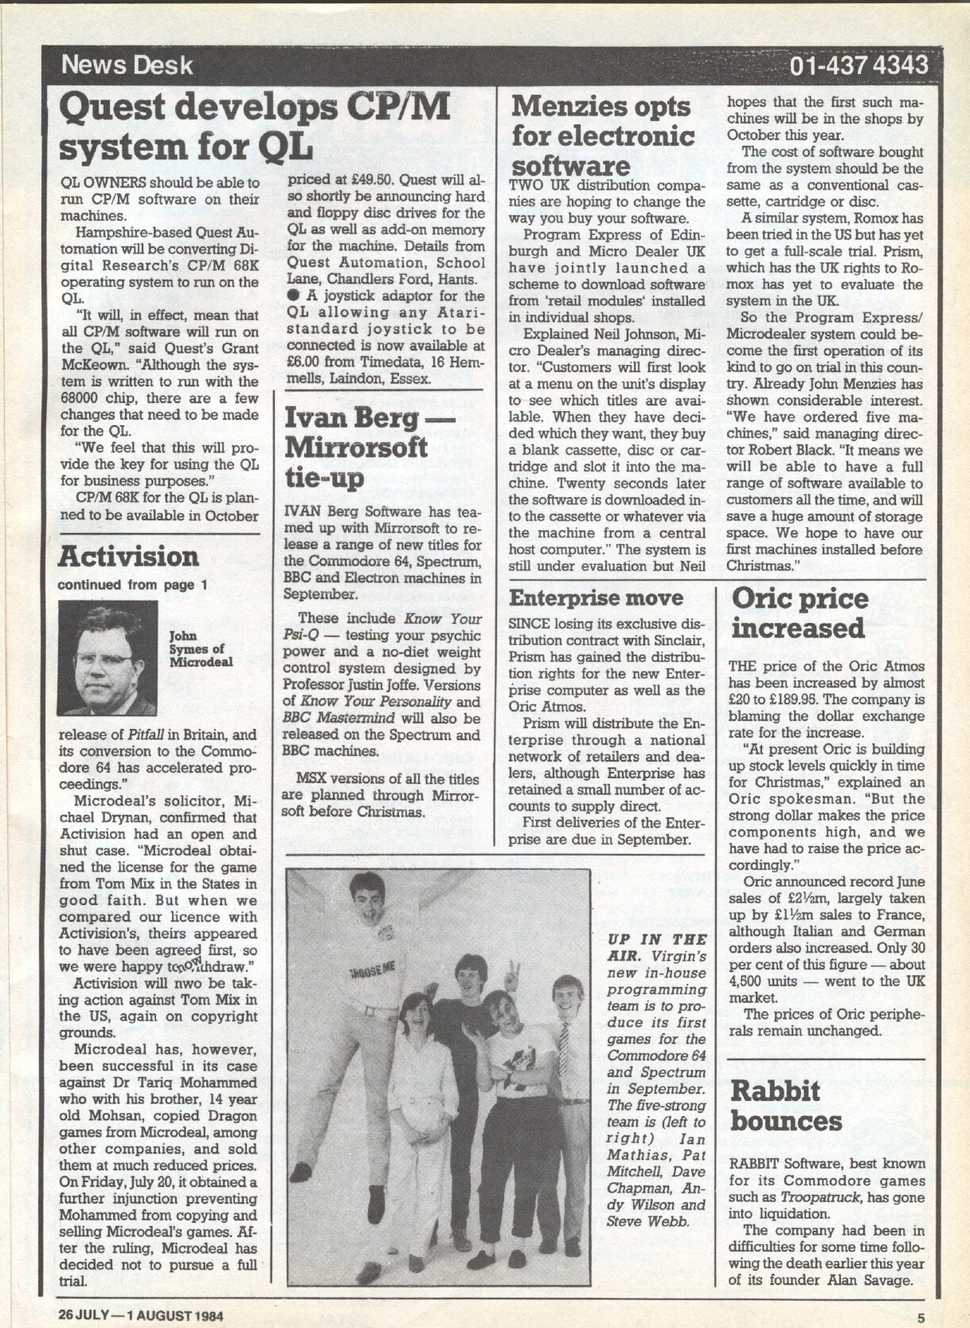 News Desk
01-437 4343
Quest develops CP/M
system for QL
QL OWNERS should be able to
run CP/M software on their
machines.
Hampshire-based Quest Au-
tomation will be converting Di-
gital Research's CP/M 68K
operating system to run on the
QL.
"It will, in effect, mean that
all CP/M software will run on
the QL," said Quest's Grant
McKeown. "Although the sys-
tem is written to run with the
68000 chip, there are a few
changes that need to be made
for the QL.
"We feel that this will pro-
vide the key for using the QL
for business purposes."
CP/M 68K for the QL is plan-
ned to be available in October
priced at £49.50. Quest will al-
so shortly be announcing hard
and floppy disc drives for the
QL as well as add-on memory
for the machine. Details from
Quest Automation, School
Lane, Chandlers Ford, Hants.
● A joystick adaptor for the
QL allowing any Atari-
standard joystick to be
connected is now available at
£6.00 from Timedata, 16 Hem-
mells, Laindon, Essex.
Activision
continued from page 1
John
Symes of
Microdeal
release of Pitfall in Britain, and
its conversion to the Commo-
dore 64 has accelerated pro-
ceedings."
Microdeal's solicitor, Mi-
chael Drynan, confirmed that
Activision had an open and
shut case. "Microdeal obtai-
ned the license for the game
from Tom Mix in the States in
good faith. But when we
compared our licence with
Activision's, theirs appeared
to have been agreed first, so
we were happy to now thdraw."
Activision will nwo be tak-
ing action against Tom Mix in
the US, again on copyright
grounds.
Microdeal has, however,
been successful in its case
against Dr Tariq Mohammed
who with his brother, 14 year
old Mohsan, copied Dragon
games from Microdeal, among
other companies, and sold
them at much reduced prices.
On Friday, July 20, it obtained a
further injunction preventing
Mohammed from copying and
selling Microdeal's games. Af-
ter the ruling, Microdeal has
decided not to pursue a full
trial.
Ivan Berg —
Mirrorsoft
tie-up
IVAN Berg Software has tea-
med up with Mirrorsoft to re-
lease a range of new titles for
the Commodore 64, Spectrum,
BBC and Electron machines in
September.
These include Know Your
Psi-Q — testing your psychic
power and a no-diet weight
control system designed by
Professor Justin Joffe. Versions
of Know Your Personality and
BBC Mastermind will also be
released on the Spectrum and
BBC machines.
MSX versions of all the titles
are planned through Mirror-
soft before Christmas.
Menzies opts
for electronic
software
TWO UK distribution compa-
nies are hoping to change the
way you buy your software.
Program Express of Edin-
burgh and Micro Dealer UK
have jointly launched a
scheme to download software
from 'retail modules' installed
in individual shops.
Explained Neil Johnson, Mi-
cro Dealer's managing direc-
tor. "Customers will first look
at a menu on the unit's display
to see which titles are avai-
lable. When they have deci-
ded which they want, they buy
a blank cassette, disc or car-
tridge and slot it into the ma-
chine. Twenty seconds later
the software is downloaded in-
to the cassette or whatever via
the machine from a central
host computer." The system is
still under evaluation but Neil
hopes that the first such ma-
chines will be in the shops by
October this year.
The cost of software bought
from the system should be the
same as a conventional cas-
sette, cartridge or disc.
A similar system, Romox has
been tried in the US but has yet
to get a full-scale trial. Prism,
which has the UK rights to Ro-
mox has yet to evaluate the
system in the UK.
So the Program Express/
Microdealer system could be-
come the first operation of its
kind to go on trial in this coun-
try. Already John Menzies has
shown considerable interest.
"We have ordered five ma-
chines," said managing direc-
tor Robert Black. "It means we
will be able to have a full
range of software available to
customers all the time, and will
save a huge amount of storage
space. We hope to have our
first machines installed before
Christmas."
Enterprise move
SINCE losing its exclusive dis-
tribution contract with Sinclair,
Prism has gained the distribu-
tion rights for the new Enter-
prise computer as well as the
Oric Atmos.
Prism will distribute the En-
terprise through a national
network of retailers and dea-
lers, although Enterprise has
retained a small number of ac-
counts to supply direct.
First deliveries of the Enter-
prise are due in September.
CHOOSE ME
UP IN THE
AIR. Virgin's
new in-house
programming
team is to pro-
duce its first
games for the
Commodore 64
and Spectrum
in September.
The five-strong
team is (left to
right) Ian
Mathias, Pat
Mitchell, Dave
Chapman, An-
dy Wilson and
Steve Webb.
Oric price
increased
THE price of the Oric Atmos
has been increased by almost
£20 to £189.95. The company is
blaming the dollar exchange
rate for the increase.
"At present Oric is building
up stock levels quickly in time
for Christmas," explained an
Oric spokesman. "But the
strong dollar makes the price
components high, and we
have had to raise the price ac-
cordingly."
Oric announced record June
sales of £2½m, largely taken
up by £1½m sales to France,
although Italian and German
orders also increased. Only 30
per cent of this figure — about
4,500 units — went to the UK
market.
The prices of Oric periphe-
rals remain unchanged.
Rabbit
bounces
RABBIT Software, best known
for its Commodore games
such as Troopatruck, has gone
into liquidation.
The company had been in
difficulties for some time follo-
wing the death earlier this year
of its founder Alan Savage.
26 JULY—1 AUGUST 1984
5